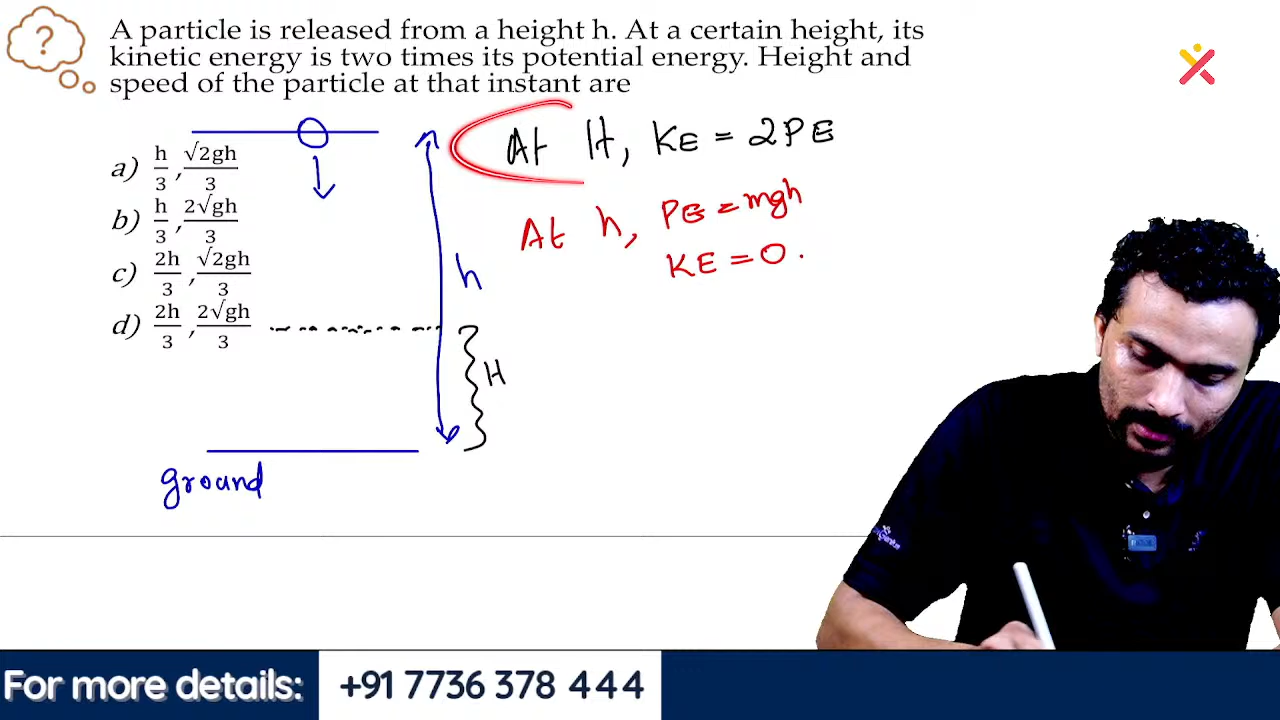 ?
A particle is released from a height h. At a certain height, its
kinetic energy is two times its potential energy. Height and
speed of the particle at that instant are
a) h/3 , √2gh/3
b) h/3 , 2√gh/3
c) 2h/3 , √2gh/3
d) 2h/3 , 2√gh/3
At H, KE = 2PE
At h, PE = mgh
KE = 0.
h
H
ground
For more details: +91 7736 378 444